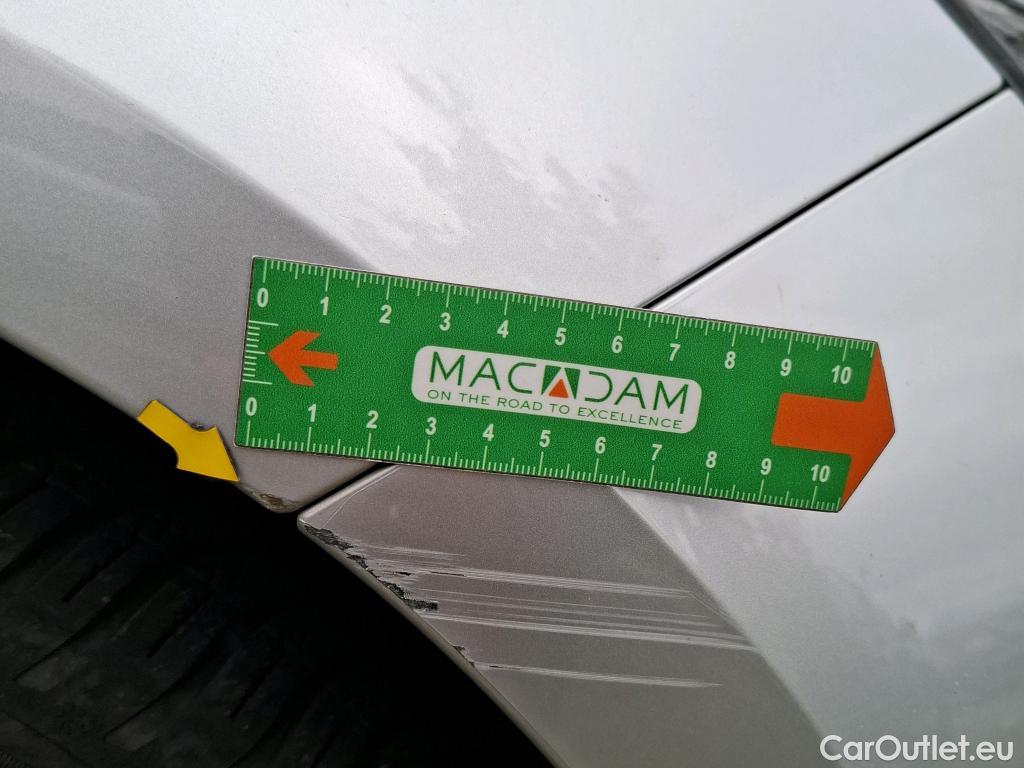 0 1 2 3 4 5 6 7 8 9 10
MACADAM
ON THE ROAD TO EXCELLENCE
0 1 2 3 4 5 6 7 8 9 10
CarOutlet.eu